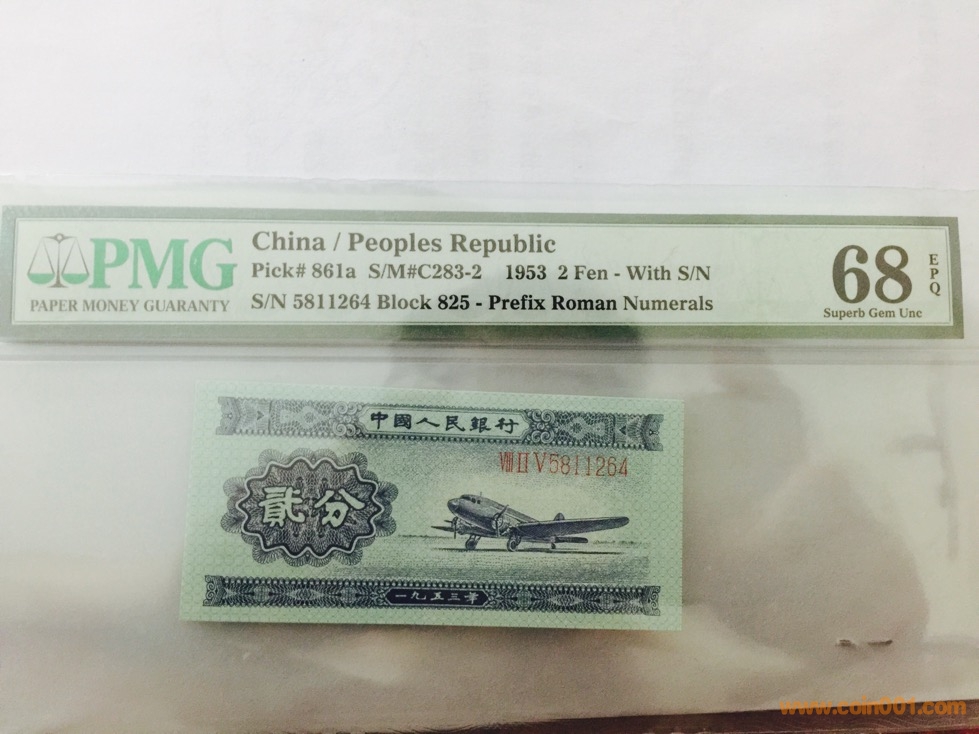 PMG
PAPER MONEY GUARANTY
China / Peoples Republic
Pick# 861a S/M#C283-2 1953 2 Fen - With S/N
S/N 5811264 Block 825 - Prefix Roman Numerals
68
EPQ
Superb Gem Unc
中國人民銀行
VIII II V 5811264
貳分
一九五三年
www.coin001.com